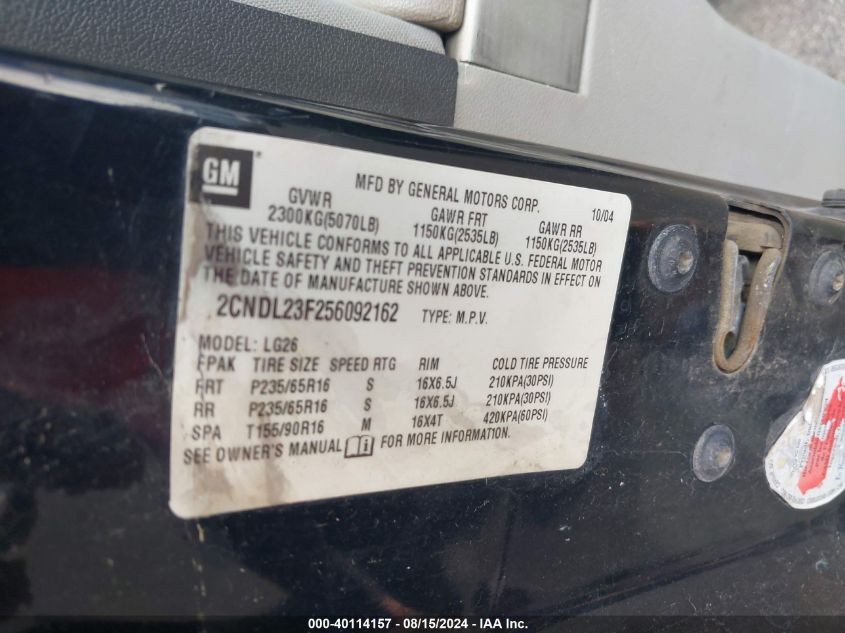 GM
MFD BY GENERAL MOTORS CORP. 10/04
GVWR GAWR FRT GAWR RR
2300KG(5070LB) 1150KG(2535LB) 1150KG(2535LB)
THIS VEHICLE CONFORMS TO ALL APPLICABLE U.S. FEDERAL MOTOR
VEHICLE SAFETY AND THEFT PREVENTION STANDARDS IN EFFECT ON
THE DATE OF MANUFACTURE SHOWN ABOVE.
2CNDL23F256092162 TYPE: M.P.V.
MODEL: LG26
FPAK TIRE SIZE SPEED RTG RIM COLD TIRE PRESSURE
FRT P235/65R16 S 16X6.5J 210KPA(30PSI)
RR P235/65R16 S 16X6.5J 210KPA(30PSI)
SPA T155/90R16 M 16X4T 420KPA(60PSI)
SEE OWNER'S MANUAL FOR MORE INFORMATION.
000-40114157 - 08/15/2024 - IAA Inc.